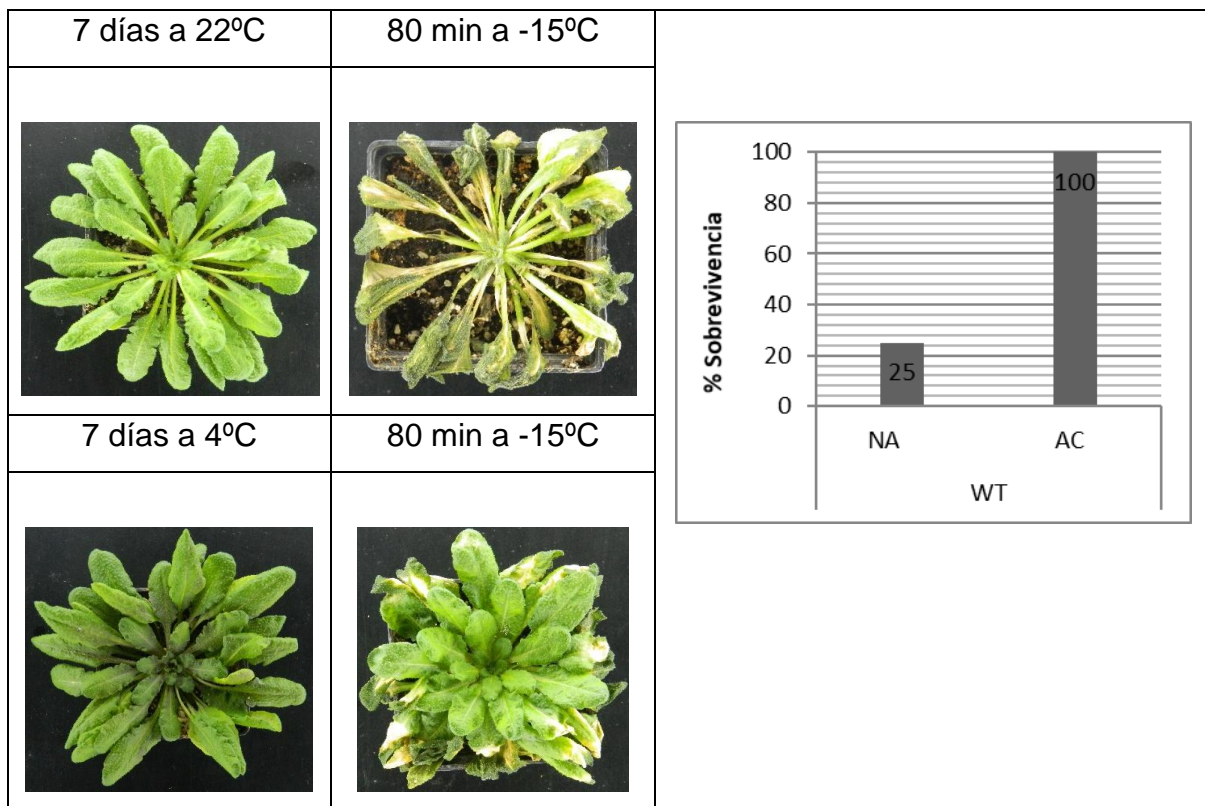 7 días a 22ºC
80 min a -15ºC
7 días a 4ºC
80 min a -15ºC
% Sobrevivencia
100
80
60
40
20
0
25
100
NA
AC
WT